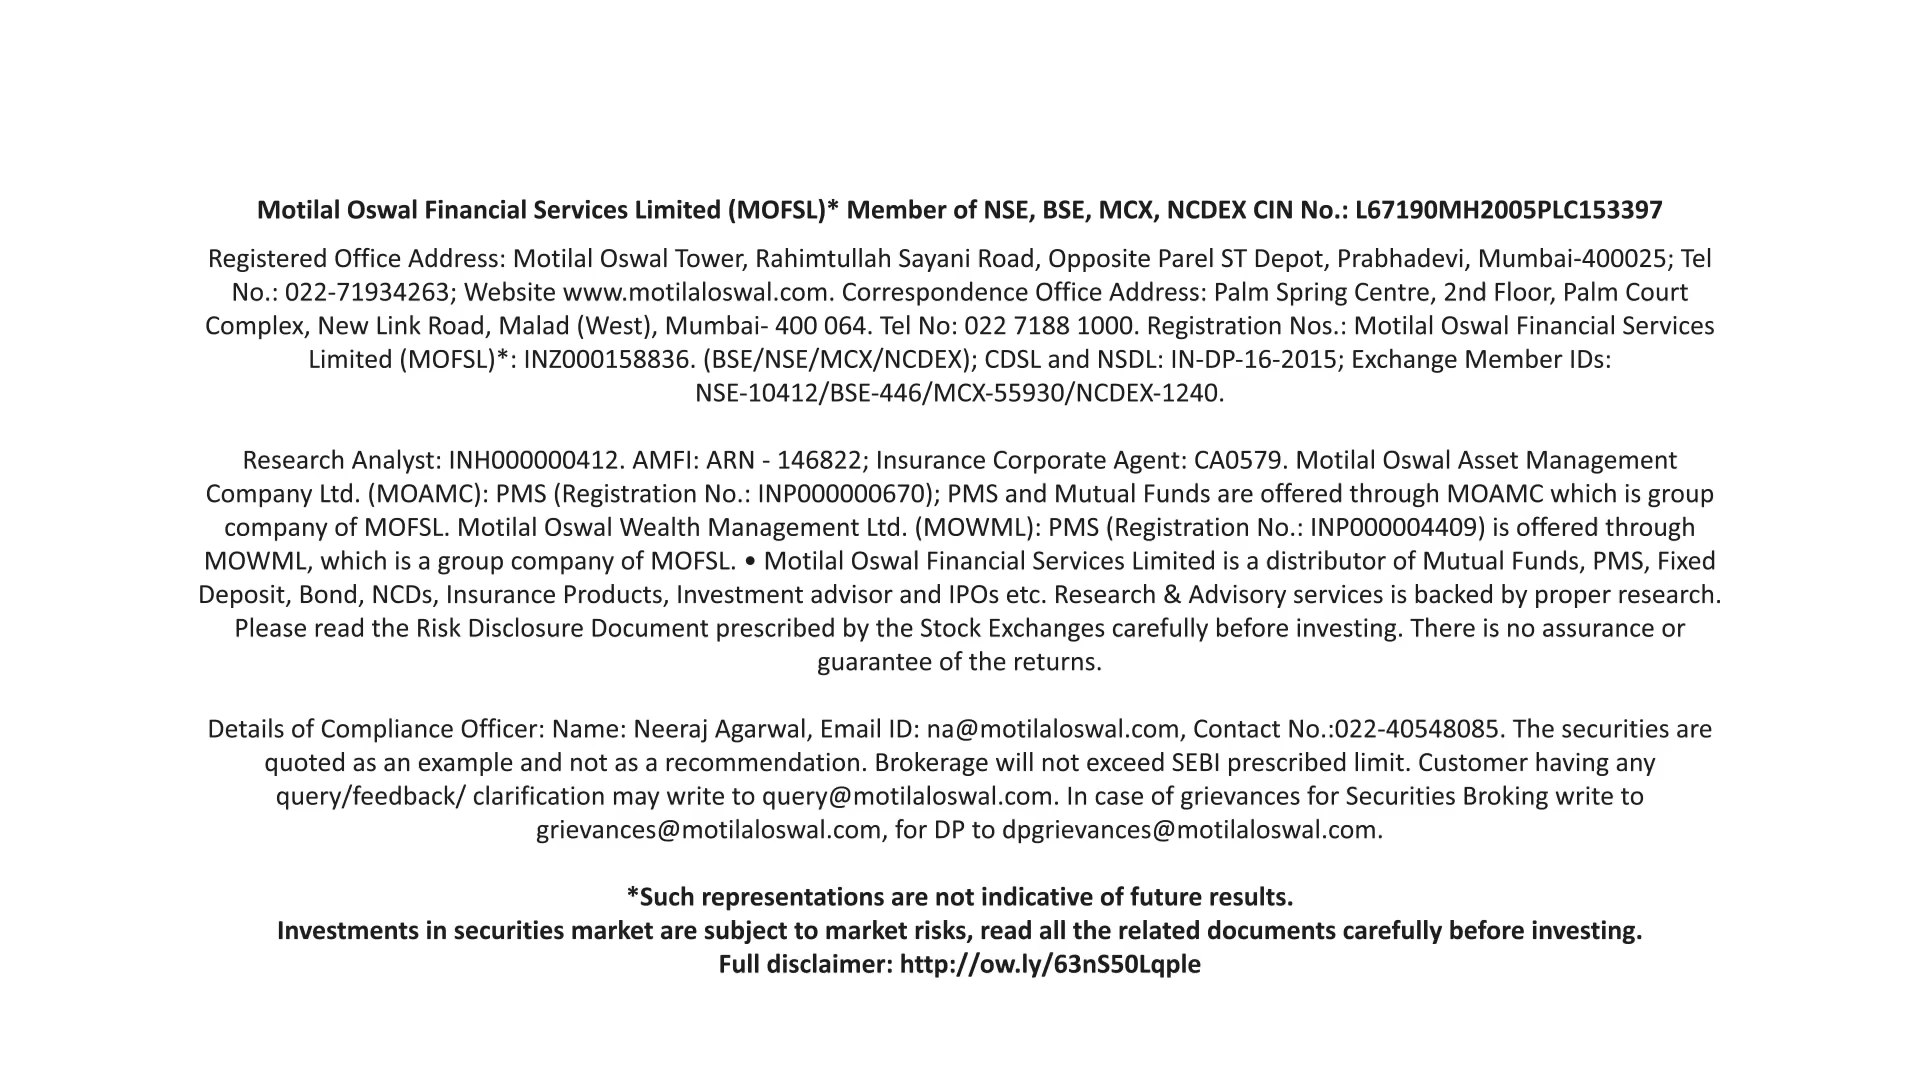 Motilal Oswal Financial Services Limited (MOFSL)* Member of NSE, BSE, MCX, NCDEX CIN No.: L67190MH2005PLC153397
Registered Office Address: Motilal Oswal Tower, Rahimtullah Sayani Road, Opposite Parel ST Depot, Prabhadevi, Mumbai-400025; Tel
No.: 022-71934263; Website www.motilaloswal.com. Correspondence Office Address: Palm Spring Centre, 2nd Floor, Palm Court
Complex, New Link Road, Malad (West), Mumbai- 400 064. Tel No: 022 7188 1000. Registration Nos.: Motilal Oswal Financial Services
Limited (MOFSL)*: INZ000158836. (BSE/NSE/MCX/NCDEX); CDSL and NSDL: IN-DP-16-2015; Exchange Member IDs:
NSE-10412/BSE-446/MCX-55930/NCDEX-1240.
Research Analyst: INH000000412. AMFI: ARN - 146822; Insurance Corporate Agent: CA0579. Motilal Oswal Asset Management
Company Ltd. (MOAMC): PMS (Registration No.: INP000000670); PMS and Mutual Funds are offered through MOAMC which is group
company of MOFSL. Motilal Oswal Wealth Management Ltd. (MOWML): PMS (Registration No.: INP000004409) is offered through
MOWML, which is a group company of MOFSL. • Motilal Oswal Financial Services Limited is a distributor of Mutual Funds, PMS, Fixed
Deposit, Bond, NCDs, Insurance Products, Investment advisor and IPOs etc. Research & Advisory services is backed by proper research.
Please read the Risk Disclosure Document prescribed by the Stock Exchanges carefully before investing. There is no assurance or
guarantee of the returns.
Details of Compliance Officer: Name: Neeraj Agarwal, Email ID: na@motilaloswal.com, Contact No.:022-40548085. The securities are
quoted as an example and not as a recommendation. Brokerage will not exceed SEBI prescribed limit. Customer having any
query/feedback/ clarification may write to query@motilaloswal.com. In case of grievances for Securities Broking write to
grievances@motilaloswal.com, for DP to dpgrievances@motilaloswal.com.
*Such representations are not indicative of future results.
Investments in securities market are subject to market risks, read all the related documents carefully before investing.
Full disclaimer: http://ow.ly/63nS50Lqple